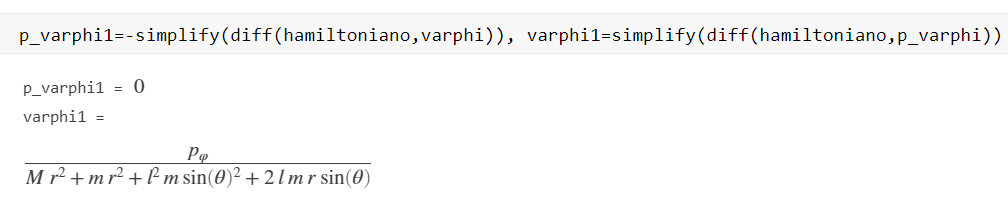 p_varphi1=-simplify(diff(hamiltoniano,varphi)), varphi1=simplify(diff(hamiltoniano,p_varphi))
p_varphi1 = 0
varphi1 =
p_φ
M r² + m r² + l² m sin(θ)² + 2 l m r sin(θ)